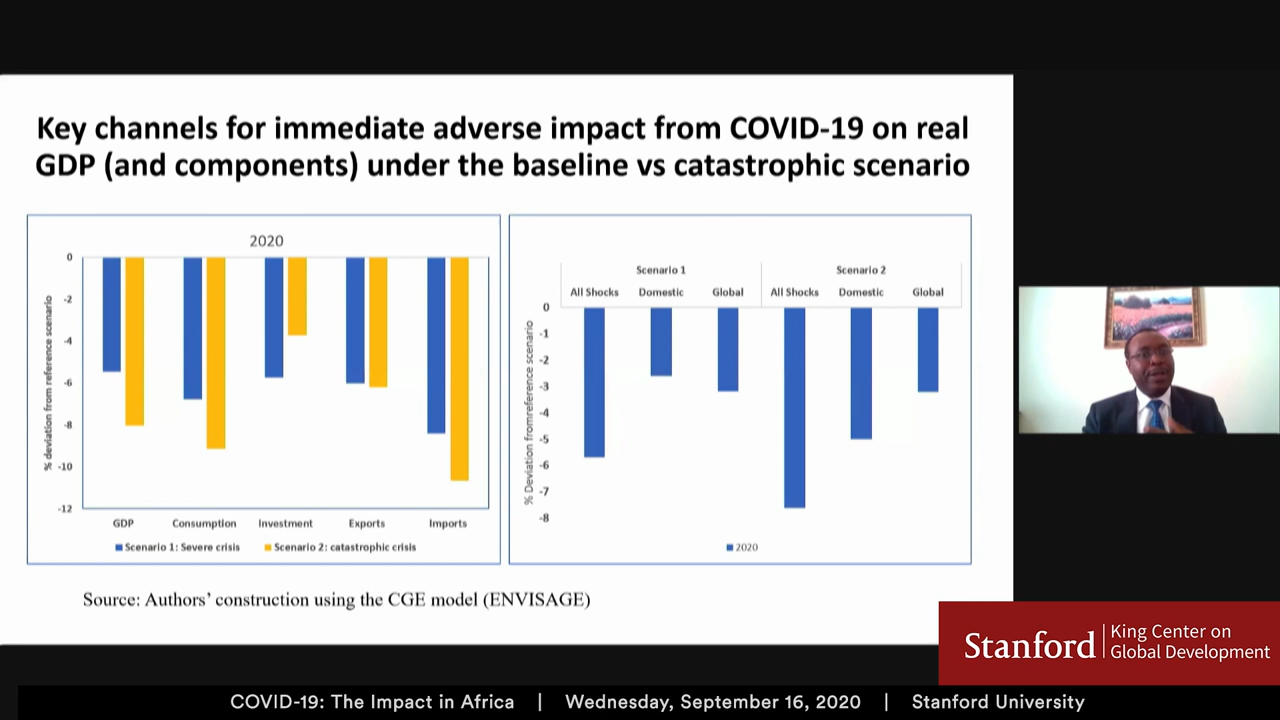 Key channels for immediate adverse impact from COVID-19 on real
GDP (and components) under the baseline vs catastrophic scenario
2020
0
-2
-4
-6
-8
-10
-12
% deviation from reference scenario
GDP Consumption Investment Exports Imports
Scenario 1: Severe crisis Scenario 2: catastrophic crisis
Scenario 1 Scenario 2
All Shocks Domestic Global All Shocks Domestic Global
0
-1
-2
-3
-4
-5
-6
-7
-8
% Deviation fromreference scenario
2020
Source: Authors’ construction using the CGE model (ENVISAGE)
Stanford
King Center on
Global Development
COVID-19: The Impact in Africa | Wednesday, September 16, 2020 | Stanford University